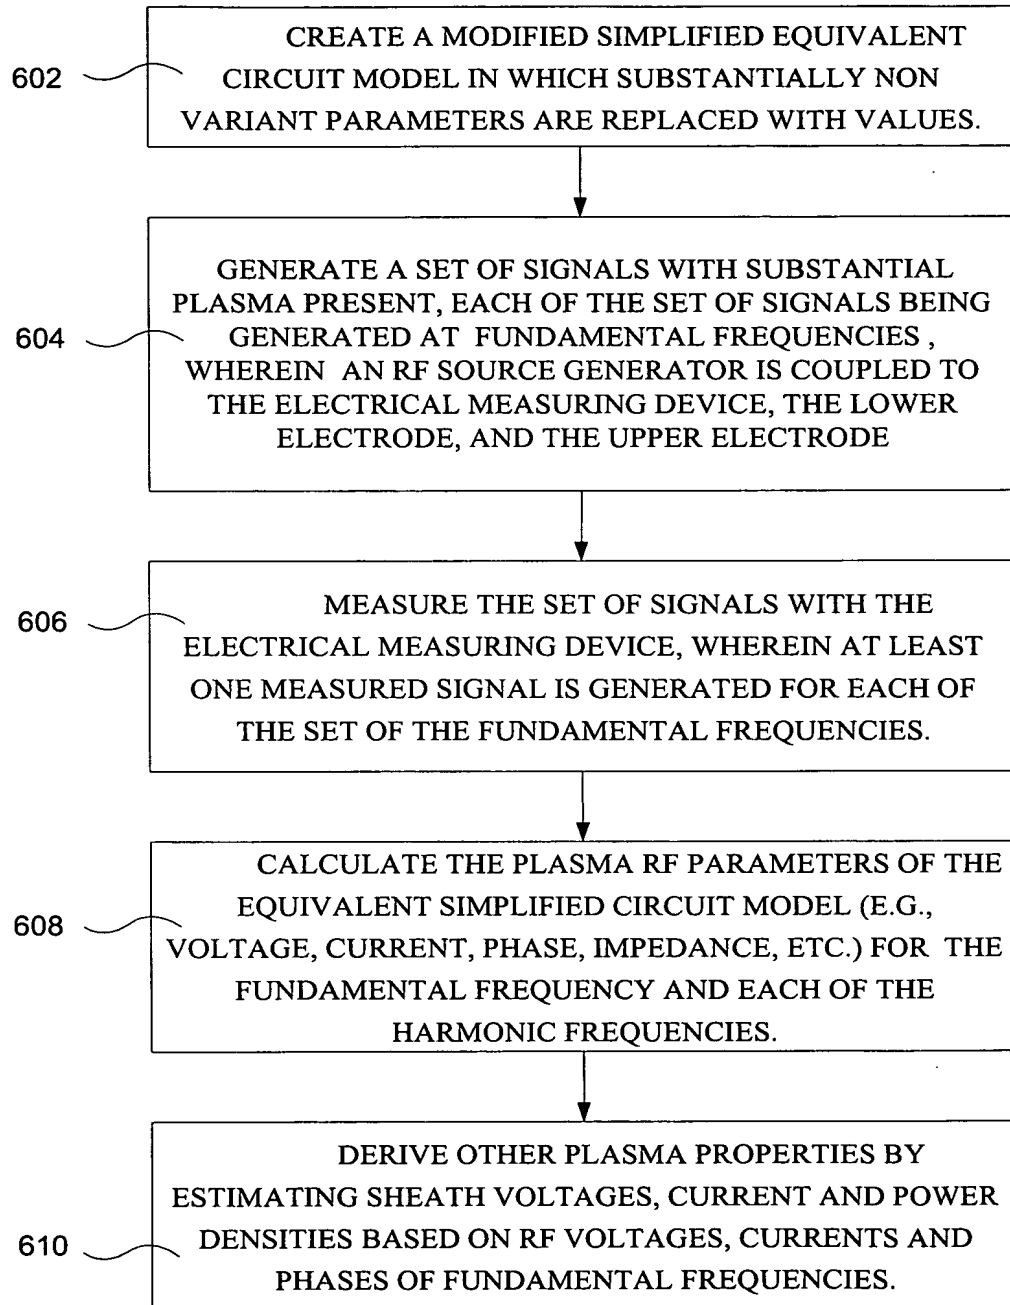 602
CREATE A MODIFIED SIMPLIFIED EQUIVALENT
CIRCUIT MODEL IN WHICH SUBSTANTIALLY NON
VARIANT PARAMETERS ARE REPLACED WITH VALUES.
604
GENERATE A SET OF SIGNALS WITH SUBSTANTIAL
PLASMA PRESENT, EACH OF THE SET OF SIGNALS BEING
GENERATED AT FUNDAMENTAL FREQUENCIES ,
WHEREIN AN RF SOURCE GENERATOR IS COUPLED TO
THE ELECTRICAL MEASURING DEVICE, THE LOWER
ELECTRODE, AND THE UPPER ELECTRODE
606
MEASURE THE SET OF SIGNALS WITH THE
ELECTRICAL MEASURING DEVICE, WHEREIN AT LEAST
ONE MEASURED SIGNAL IS GENERATED FOR EACH OF
THE SET OF THE FUNDAMENTAL FREQUENCIES.
608
CALCULATE THE PLASMA RF PARAMETERS OF THE
EQUIVALENT SIMPLIFIED CIRCUIT MODEL (E.G.,
VOLTAGE, CURRENT, PHASE, IMPEDANCE, ETC.) FOR THE
FUNDAMENTAL FREQUENCY AND EACH OF THE
HARMONIC FREQUENCIES.
610
DERIVE OTHER PLASMA PROPERTIES BY
ESTIMATING SHEATH VOLTAGES, CURRENT AND POWER
DENSITIES BASED ON RF VOLTAGES, CURRENTS AND
PHASES OF FUNDAMENTAL FREQUENCIES.